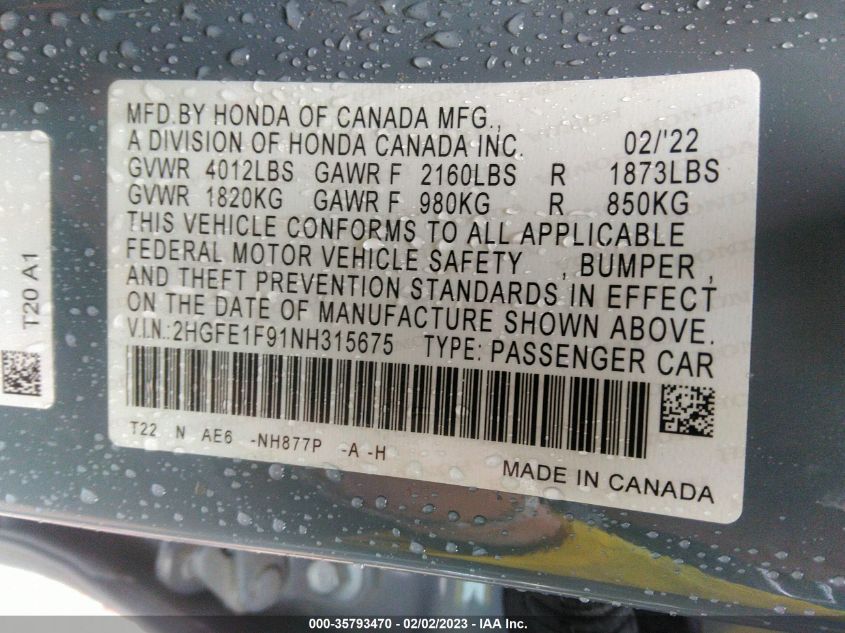 MFD.BY HONDA OF CANADA MFG.,
A DIVISION OF HONDA CANADA INC. 02/'22
GVWR 4012LBS GAWR F 2160LBS R 1873LBS
GVWR 1820KG GAWR F 980KG R 850KG
THIS VEHICLE CONFORMS TO ALL APPLICABLE
FEDERAL MOTOR VEHICLE SAFETY , BUMPER ,
AND THEFT PREVENTION STANDARDS IN EFFECT
ON THE DATE OF MANUFACTURE SHOWN ABOVE.
V.I.N.:2HGFE1F91NH315675 TYPE: PASSENGER CAR
T22 N AE6 -NH877P -A -H
MADE IN CANADA
T20 A1
000-35793470 - 02/02/2023 - IAA Inc.